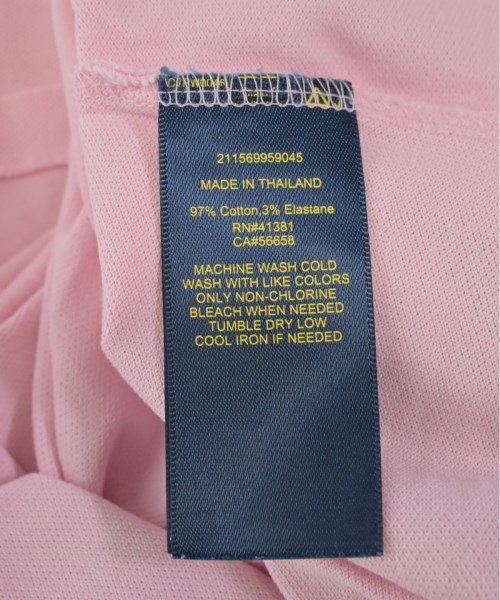 211569959045
MADE IN THAILAND
97% Cotton,3% Elastane
RN#41381
CA#56658
MACHINE WASH COLD
WASH WITH LIKE COLORS
ONLY NON-CHLORINE
BLEACH WHEN NEEDED
TUMBLE DRY LOW
COOL IRON IF NEEDED